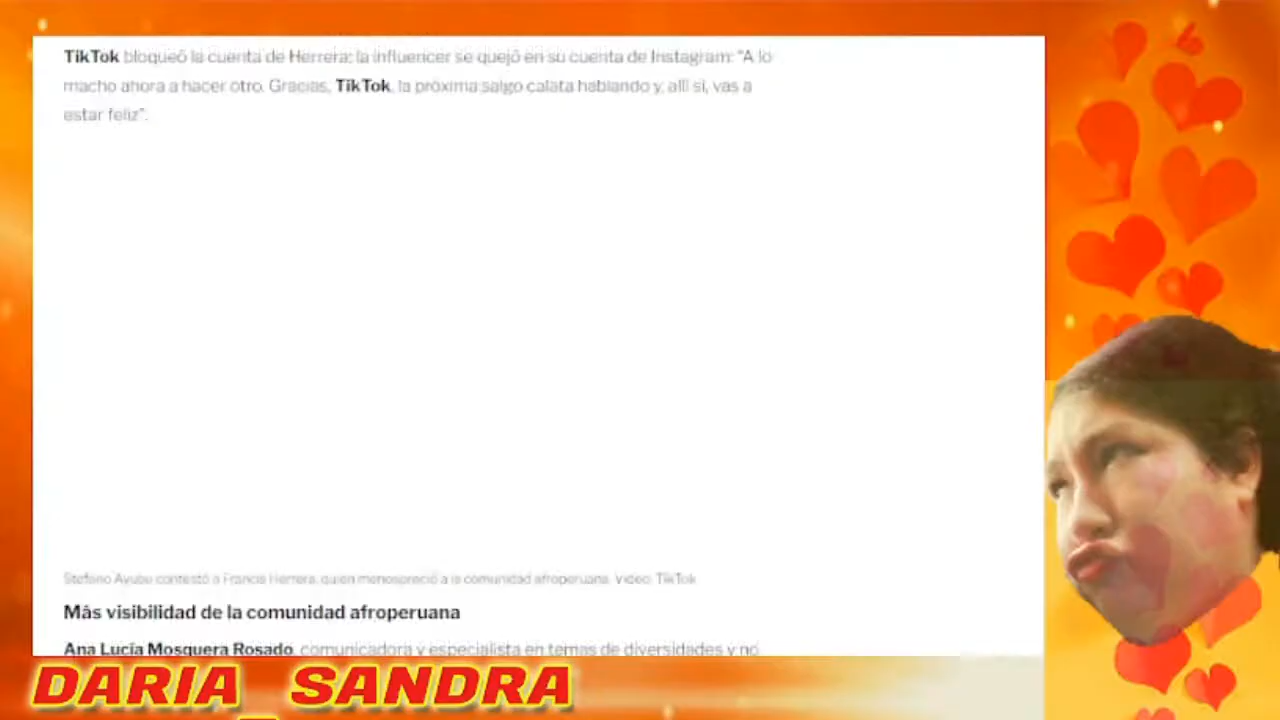 TikTok bloqueó la cuenta de Herrera; la influencer se quejó en su cuenta de Instagram: “A lo
macho ahora a hacer otro. Gracias, TikTok, la próxima salgo calata hablando y, allí sí, vas a
estar feliz”.
Stefano Ayubu contestó a Francis Herrera, quien menospreció a la comunidad afroperuana. Video: TikTok
Más visibilidad de la comunidad afroperuana
Ana Lucía Mosquera Rosado, comunicadora y especialista en temas de diversidades y no
DARIA SANDRA